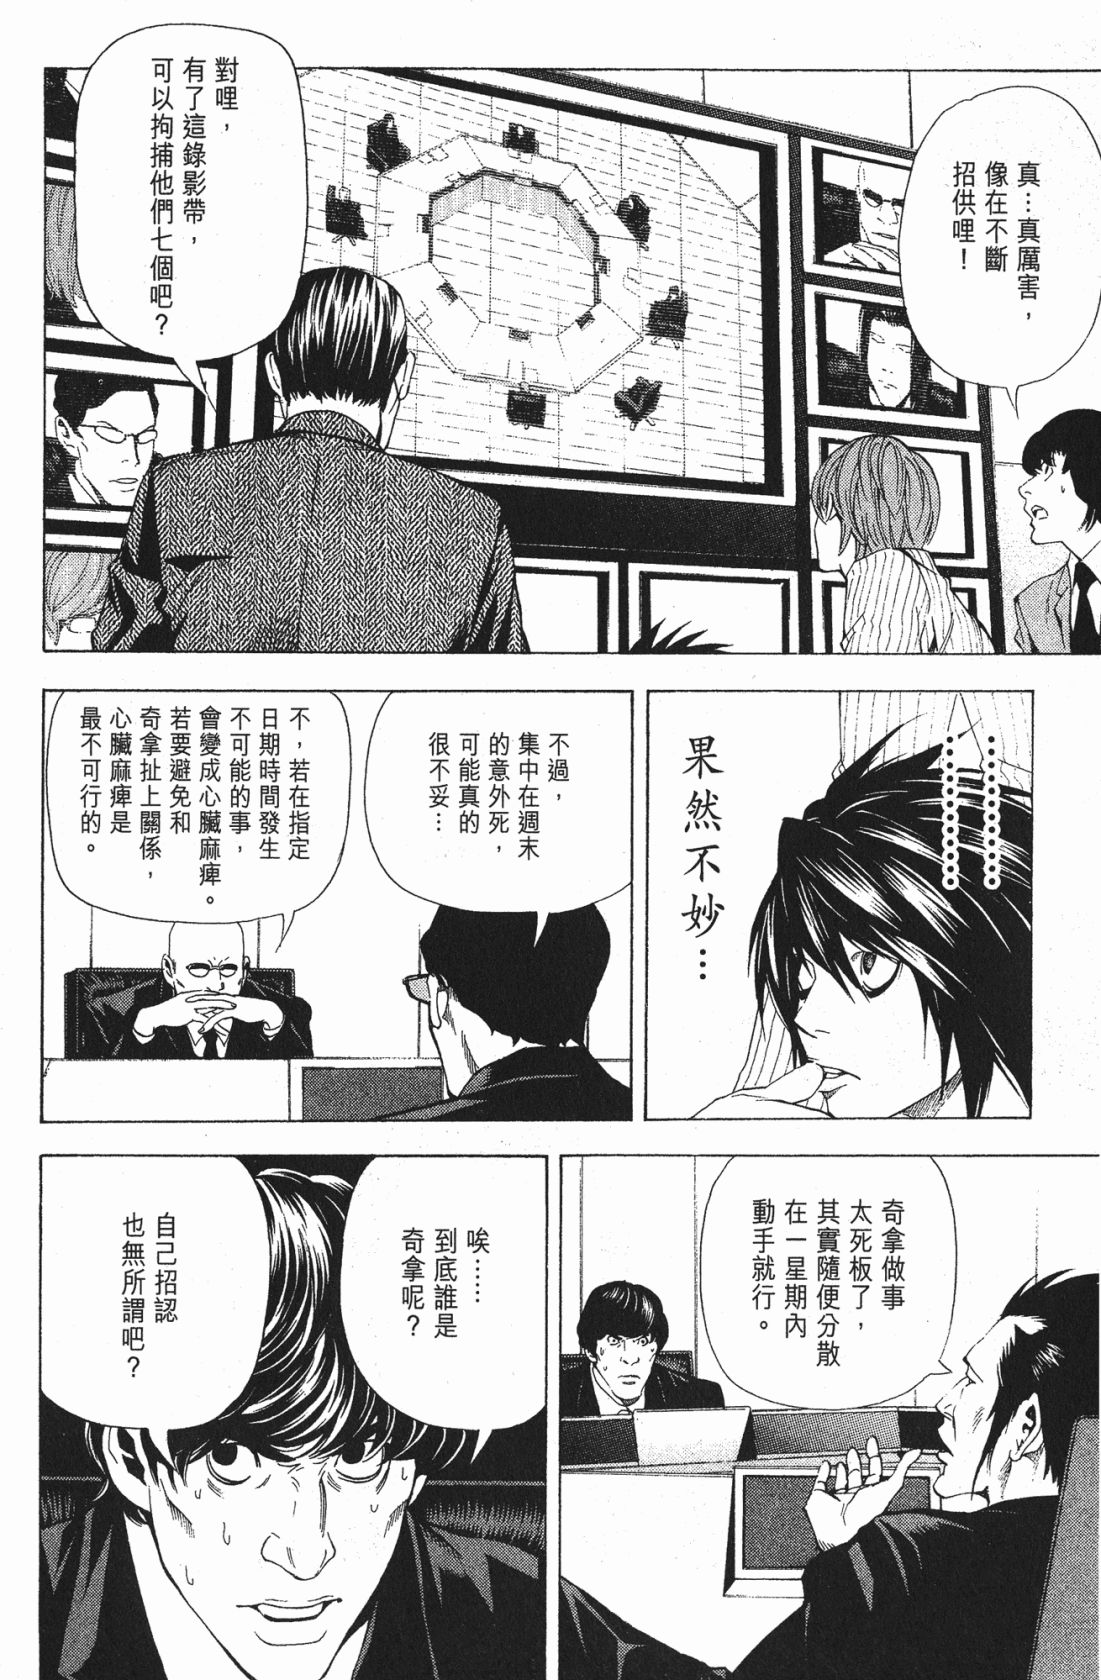 真…真厲害，
像在不斷
招供哩！
對哩，
有了這錄影帶，
可以拘捕他們七個吧？
………………
………………
果然不妙…
不過，
集中在週末
的意外死，
可能真的
很不妥…
不，若在指定
日期時間發生
不可能的事，
會變成心臟麻痺。
若要避免和
奇拿扯上關係，
心臟麻痺是
最不可行的。
奇拿做事
太死板了，
其實隨便分散
在一星期內
動手就行。
唉……
到底誰是
奇拿呢？
自己招認
也無所謂吧？